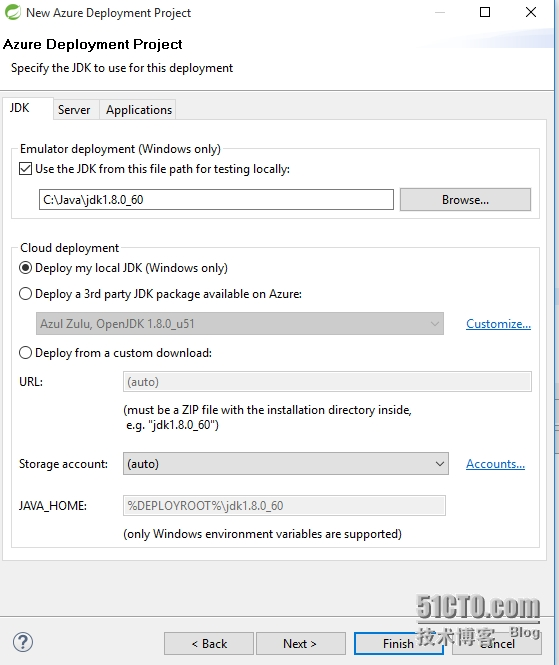 New Azure Deployment Project
Azure Deployment Project
Specify the JDK to use for this deployment
JDK Server Applications
Emulator deployment (Windows only)
Use the JDK from this file path for testing locally:
C:\Java\jdk1.8.0_60 Browse...
Cloud deployment
Deploy my local JDK (Windows only)
Deploy a 3rd party JDK package available on Azure:
Azul Zulu, OpenJDK 1.8.0_u51 Customize...
Deploy from a custom download:
URL: (auto)
(must be a ZIP file with the installation directory inside,
e.g. "jdk1.8.0_60")
Storage account: (auto) Accounts...
JAVA_HOME: %DEPLOYROOT%\jdk1.8.0_60
(only Windows environment variables are supported)
51CTO.com
技术博客 Blog
? < Back Next > Finish Cancel